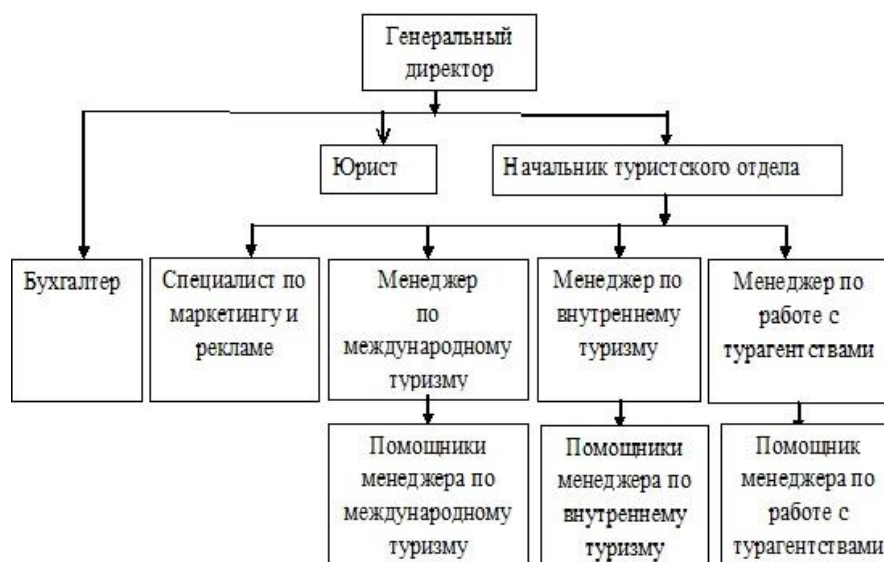 Генеральный
директор
Юрист
Начальник туристского отдела
Бухгалтер
Специалист по
маркетингу и
рекламе
Менеджер
по
международному
туризму
Менеджер по
внутреннему
туризму
Менеджер по
работе с
турагентствами
Помощники
менеджера по
международному
туризму
Помощники
менеджера по
внутреннему
туризму
Помощник
менеджера по
работе с
турагентствами